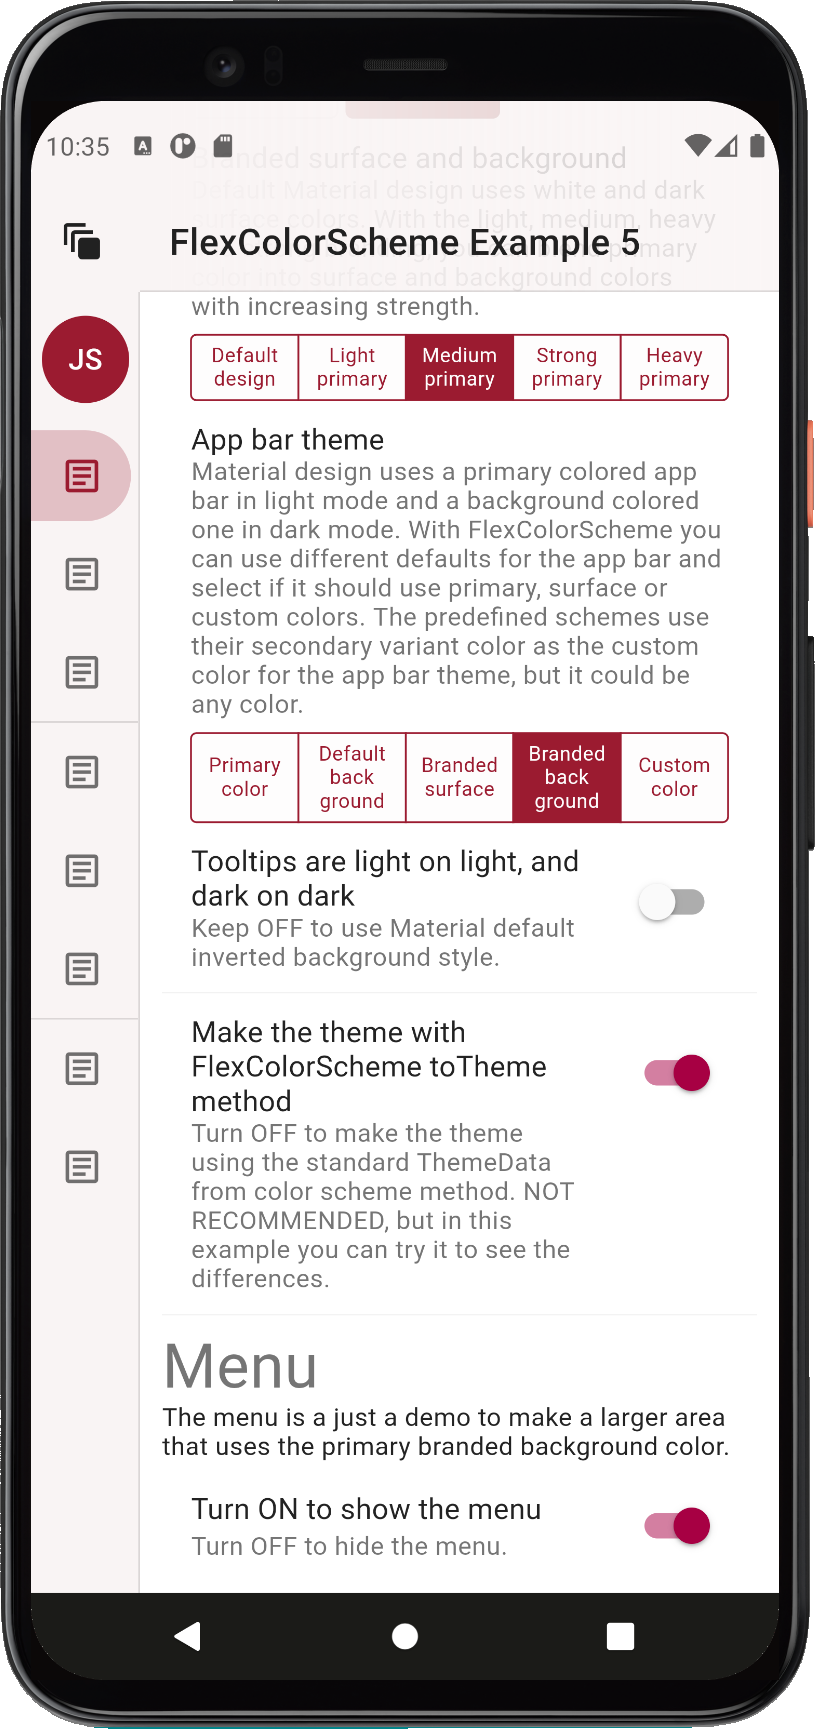 10:35
Branded surface and background
Default Material design uses white and dark
surface colors. With the light, medium, heavy
primary
FlexColorScheme Example 5
color into surface and background colors
with increasing strength.
JS
Default design
Light primary
Medium primary
Strong primary
Heavy primary
App bar theme
Material design uses a primary colored app
bar in light mode and a background colored
one in dark mode. With FlexColorScheme you
can use different defaults for the app bar and
select if it should use primary, surface or
custom colors. The predefined schemes use
their secondary variant color as the custom
color for the app bar theme, but it could be
any color.
Primary color
Default back ground
Branded surface
Branded back ground
Custom color
Tooltips are light on light, and
dark on dark
Keep OFF to use Material default
inverted background style.
Make the theme with
FlexColorScheme toTheme
method
Turn OFF to make the theme
using the standard ThemeData
from color scheme method. NOT
RECOMMENDED, but in this
example you can try it to see the
differences.
Menu
The menu is a just a demo to make a larger area
that uses the primary branded background color.
Turn ON to show the menu
Turn OFF to hide the menu.